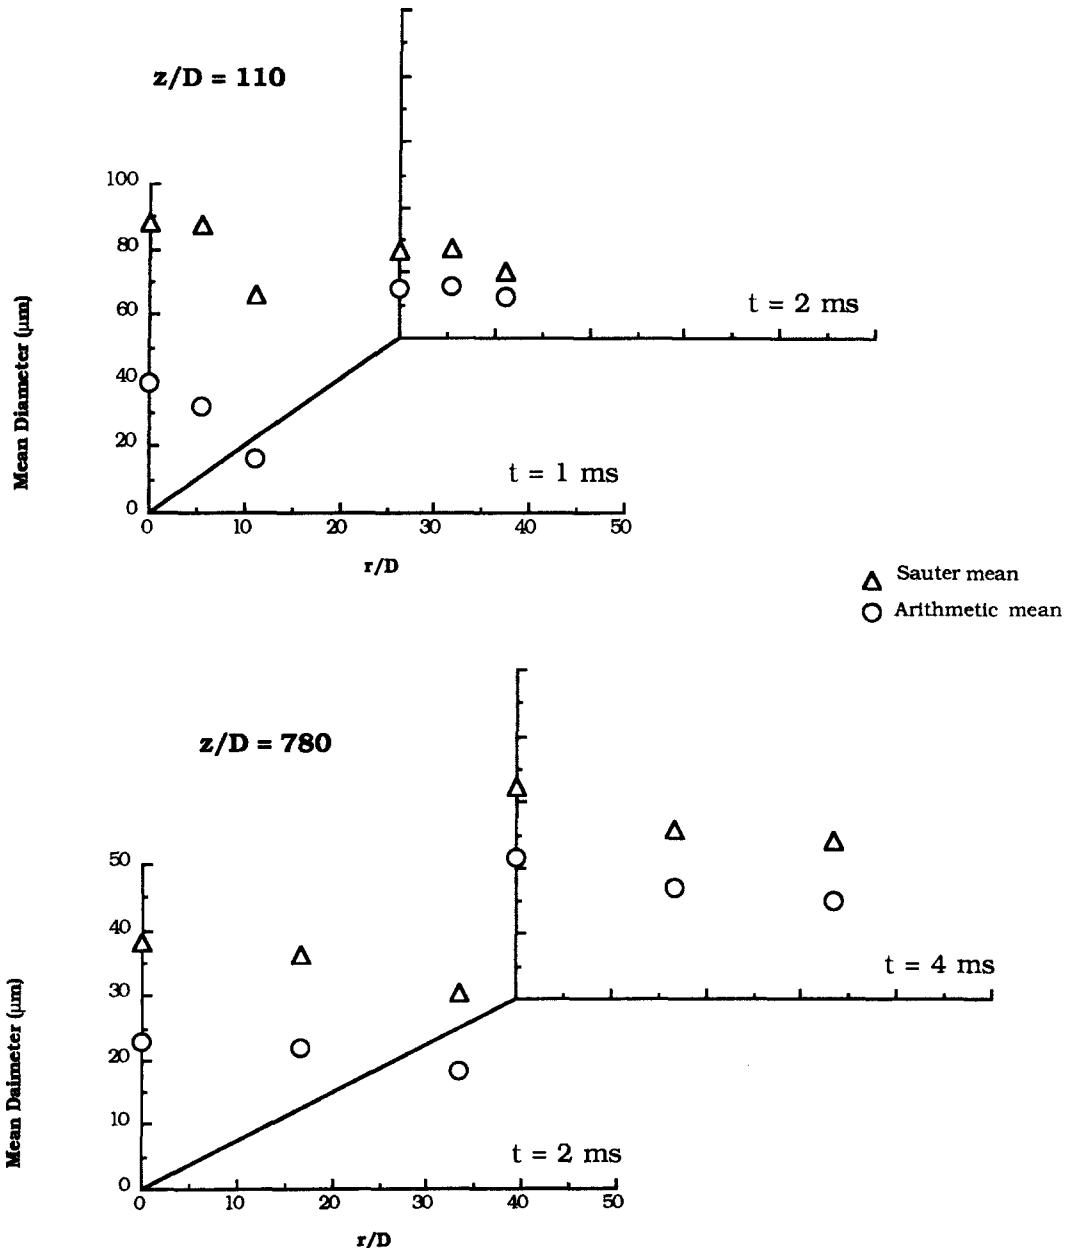 z/D = 110
100
80
60
40
20
0
Mean Diameter (μm)
t = 2 ms
t = 1 ms
0 10 20 30 40 50
r/D
Sauter mean
Arithmetic mean
z/D = 780
50
40
30
20
10
0
Mean Daimeter (μm)
t = 4 ms
t = 2 ms
0 10 20 30 40 50
r/D